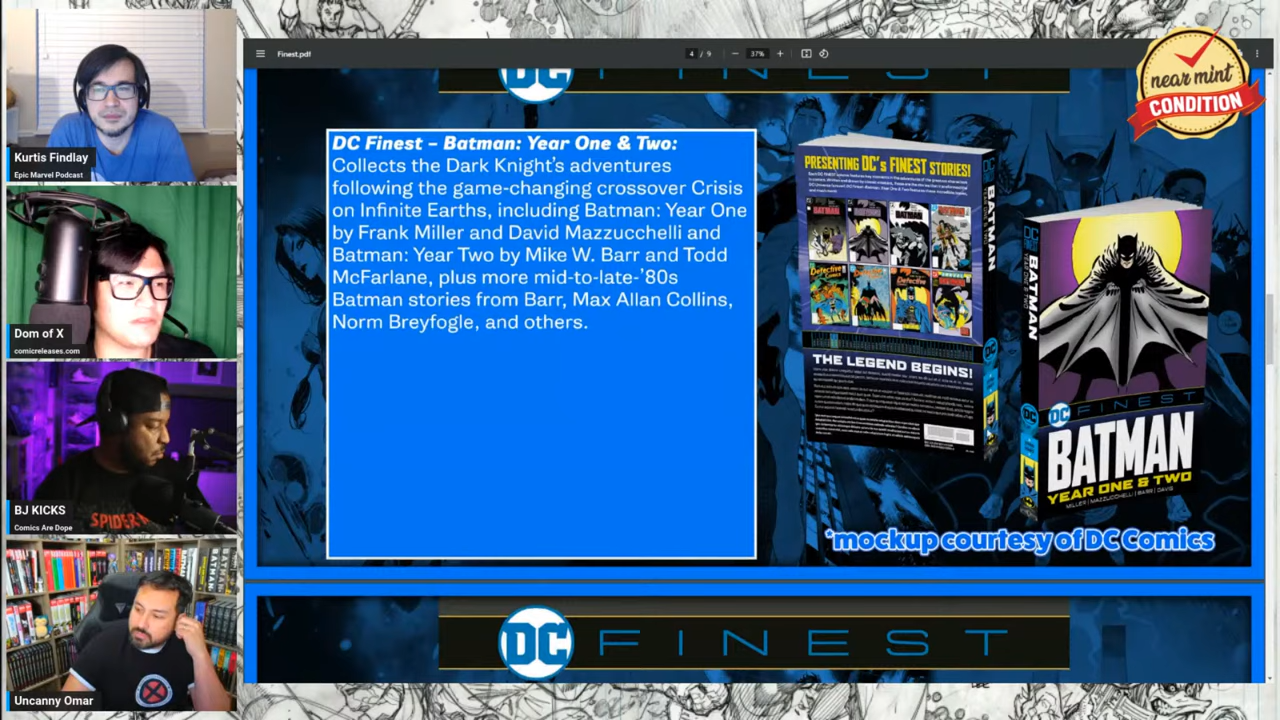 Finest.pdf
4 / 9
37%
near mint
CONDITION
DC FINEST
DC Finest – Batman: Year One & Two:
Collects the Dark Knight's adventures
following the game-changing crossover Crisis
on Infinite Earths, including Batman: Year One
by Frank Miller and David Mazzucchelli and
Batman: Year Two by Mike W. Barr and Todd
McFarlane, plus more mid-to-late-'80s
Batman stories from Barr, Max Allan Collins,
Norm Breyfogle, and others.
PRESENTING DC's FINEST STORIES!
THE LEGEND BEGINS!
BATMAN
BATMAN
DC FINEST
BATMAN
YEAR ONE & TWO
MILLER | MAZZUCCHELLI | BARR | DAVIS
*mockup courtesy of DC Comics
DC FINEST
Kurtis Findlay
Epic Marvel Podcast
Dom of X
comicreleases.com
SPIDER
BJ KICKS
Comics Are Dope
Uncanny Omar